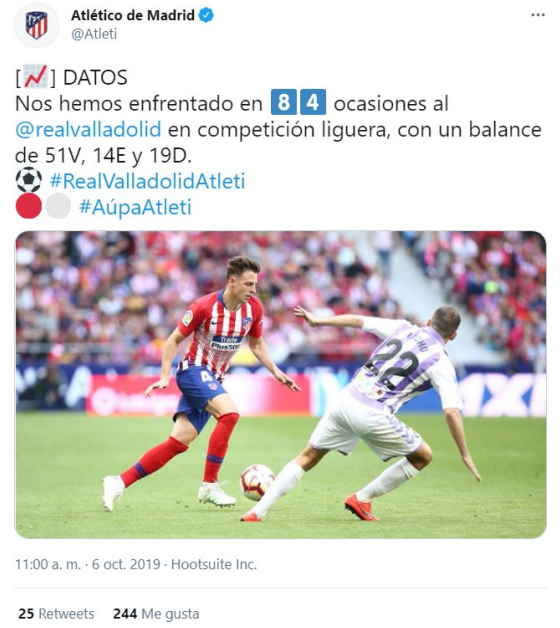 Atlético de Madrid
@Atleti
[📈] DATOS
Nos hemos enfrentado en 8️⃣4️⃣ ocasiones al
@realvalladolid en competición liguera, con un balance
de 51V, 14E y 19D.
⚽ #RealValladolidAtleti
🔴⚪ #AúpaAtleti
Plus500
4
22
11:00 a. m. · 6 oct. 2019 · Hootsuite Inc.
25 Retweets 244 Me gusta